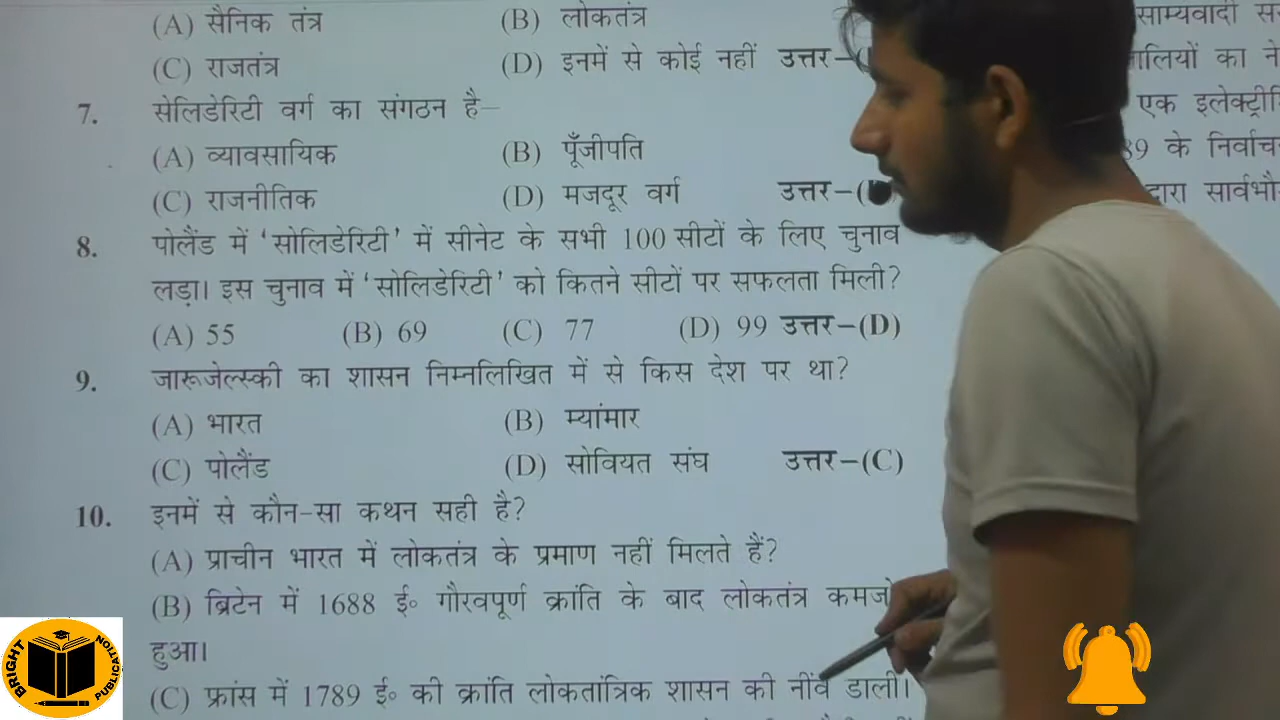 (A) सैनिक तंत्र (B) लोकतंत्र
(C) राजतंत्र (D) इनमें से कोई नहीं उत्तर–(
7. सेलिडेरिटी वर्ग का संगठन है–
(A) व्यावसायिक (B) पूँजीपति
(C) राजनीतिक (D) मजदूर वर्ग उत्तर–(
8. पोलैंड में ‘सोलिडेरिटी’ में सीनेट के सभी 100 सीटों के लिए चुनाव
लड़ा। इस चुनाव में ‘सोलिडेरिटी’ को कितने सीटों पर सफलता मिली?
(A) 55 (B) 69 (C) 77 (D) 99 उत्तर–(D)
9. जारूजेल्स्की का शासन निम्नलिखित में से किस देश पर था?
(A) भारत (B) म्यांमार
(C) पोलैंड (D) सोवियत संघ उत्तर–(C)
10. इनमें से कौन-सा कथन सही है?
(A) प्राचीन भारत में लोकतंत्र के प्रमाण नहीं मिलते हैं?
(B) ब्रिटेन में 1688 ई० गौरवपूर्ण क्रांति के बाद लोकतंत्र
हुआ।
(C) फ्रांस में 1789 ई० की क्रांति लोकतांत्रिक शासन की नींव डाली।
साम्यवादी
का
एक
के
द्वारा
BRIGHT PUBLICATION